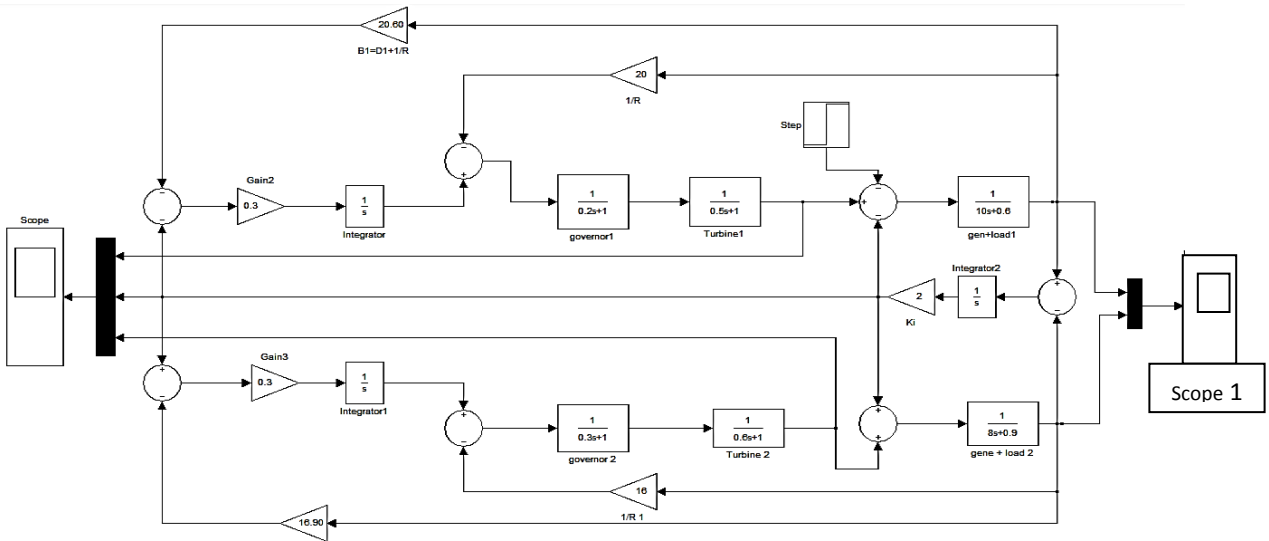 20.60
B1=D1+1/R
20
1/R
Step
−
+
Gain2
−
−
0.3
1
s
Integrator
1
0.2s+1
governor1
1
0.5s+1
Turbine1
−
+
−
1
10s+0.6
gen+load1
Scope
Integrator2
2
Ki
1
s
+
−
Scope 1
Gain3
+
−
0.3
1
s
Integrator1
+
−
1
0.3s+1
governor 2
1
0.6s+1
Turbine 2
+
+
1
8s+0.9
gene + load 2
16
1/R 1
16.90